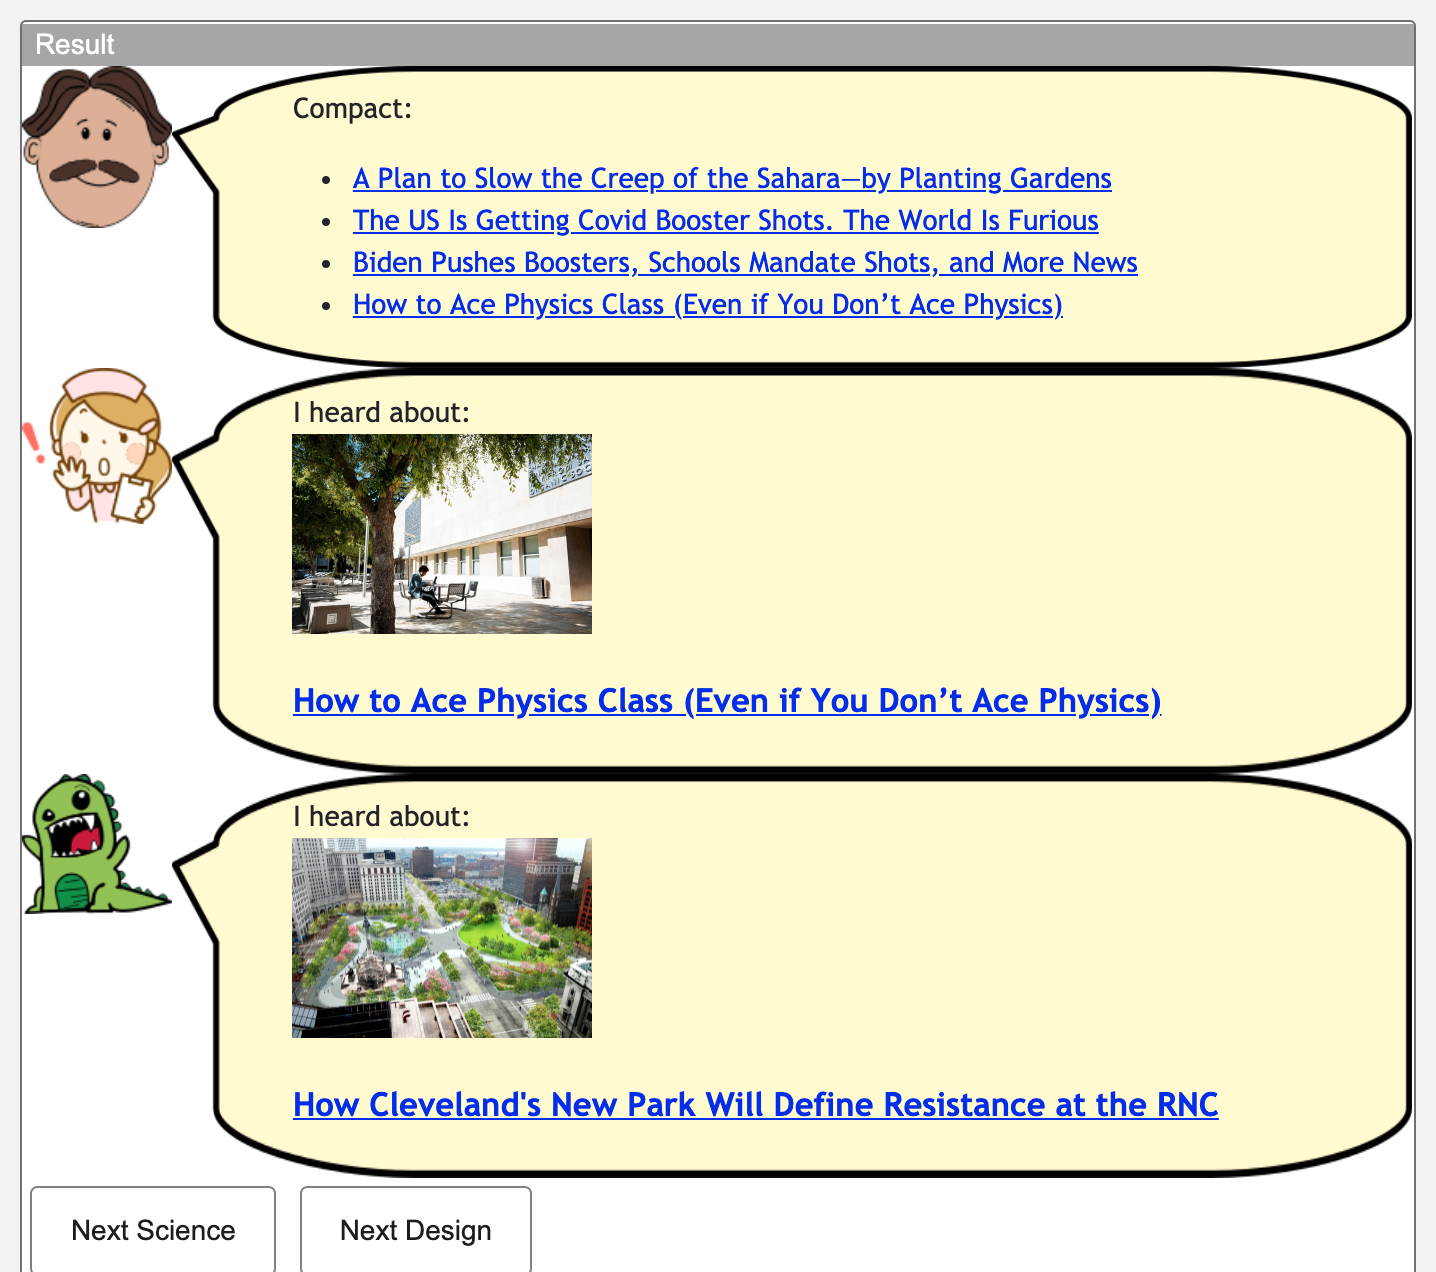 Result
Compact:
A Plan to Slow the Creep of the Sahara—by Planting Gardens
The US Is Getting Covid Booster Shots. The World Is Furious
Biden Pushes Boosters, Schools Mandate Shots, and More News
How to Ace Physics Class (Even if You Don’t Ace Physics)
I heard about:
How to Ace Physics Class (Even if You Don’t Ace Physics)
I heard about:
How Cleveland's New Park Will Define Resistance at the RNC
Next Science
Next Design